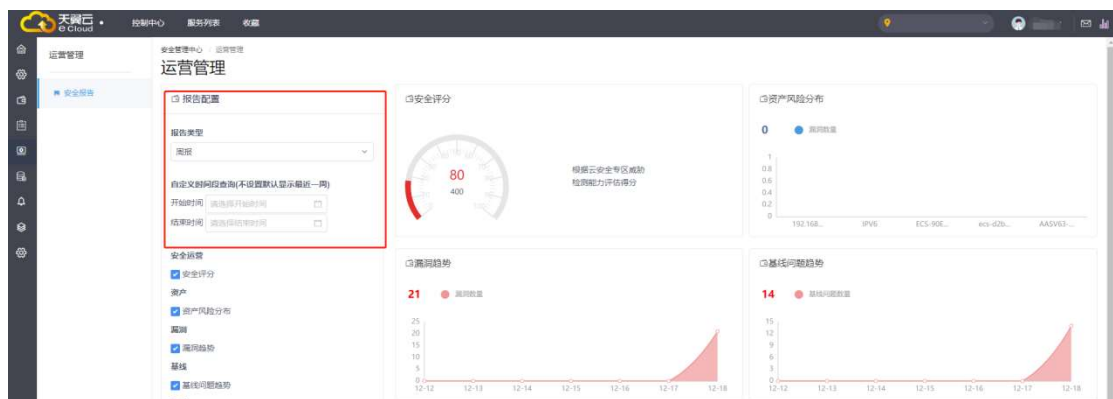 天翼云
e Cloud
控制中心 服务列表 收藏
运营管理
安全报告
安全管理中心 / 运营管理
运营管理
报告配置
报告类型
周报
自定义时间段查询(不设置默认显示最近一周)
开始时间 请选择开始时间
结束时间 请选择结束时间
安全运营
安全评分
资产
资产风险分布
漏洞
漏洞趋势
基线
基线问题趋势
安全评分
80
400
根据云安全专区威胁
检测能力评估得分
资产风险分布
0 漏洞数量
1
0.8
0.6
0.4
0.2
0
192.168... IPV6 ECS-90E... ecs-d2b... AASV63-...
漏洞趋势
21 漏洞数量
25
20
15
10
5
0
12-12 12-13 12-14 12-15 12-16 12-17 12-18
基线问题趋势
14 基线问题数量
15
12
9
6
3
0
12-12 12-13 12-14 12-15 12-16 12-17 12-18